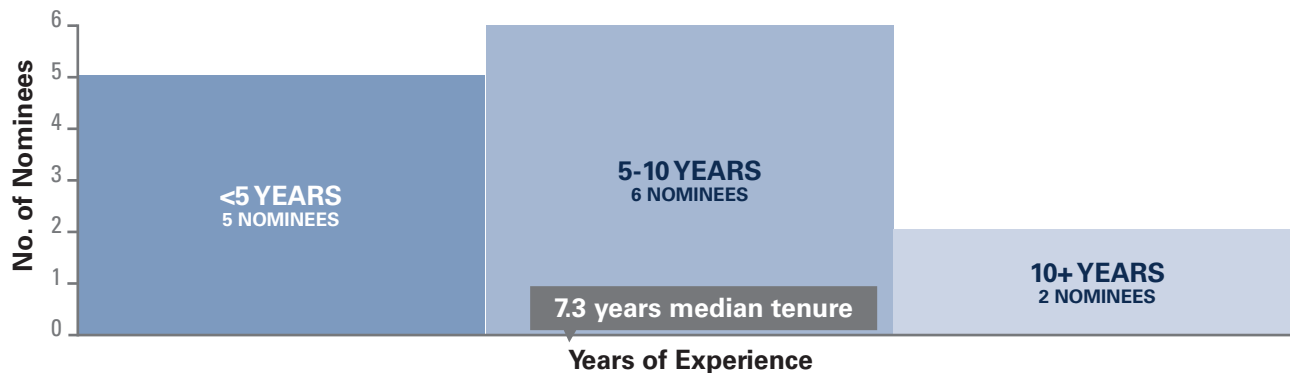 No. of Nominees
6
5
4
3
2
1
0
<5 YEARS
5 NOMINEES
5-10 YEARS
6 NOMINEES
10+ YEARS
2 NOMINEES
7.3 years median tenure
Years of Experience